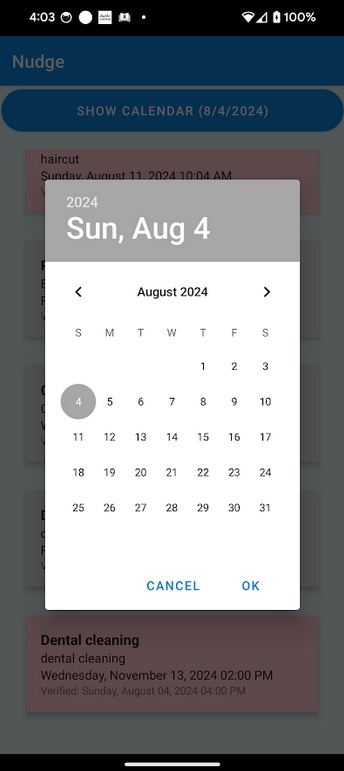 4:03 100%
Nudge
SHOW CALENDAR (8/4/2024)
haircut
Sunday, August 11, 2024 10:04 AM
2024
Sun, Aug 4
August 2024
S M T W T F S
1 2 3
4 5 6 7 8 9 10
11 12 13 14 15 16 17
18 19 20 21 22 23 24
25 26 27 28 29 30 31
CANCEL OK
Dental cleaning
dental cleaning
Wednesday, November 13, 2024 02:00 PM
Verified: Sunday, August 04, 2024 04:00 PM